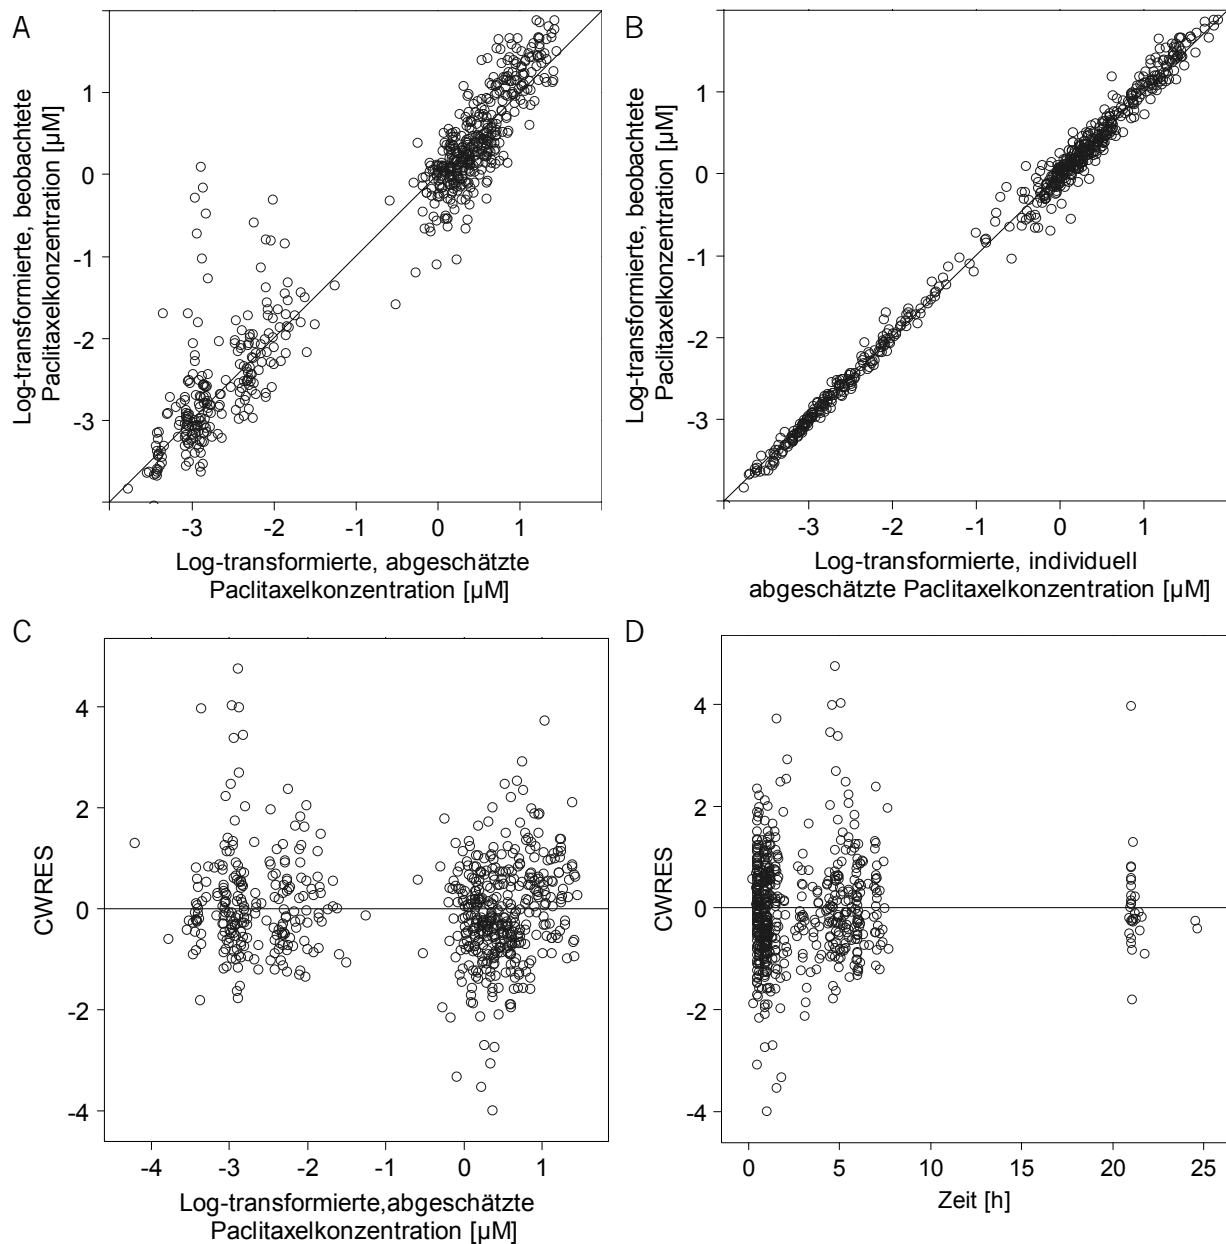 A
Log-transformierte, beobachtete
Paclitaxelkonzentration [µM]
1
0
-1
-2
-3
-3
-2
-1
0
1
Log-transformierte, abgeschätzte
Paclitaxelkonzentration [µM]
B
Log-transformierte, beobachtete
Paclitaxelkonzentration [µM]
1
0
-1
-2
-3
-3
-2
-1
0
1
Log-transformierte, individuell
abgeschätzte Paclitaxelkonzentration [µM]
C
CWRES
4
2
0
-2
-4
-4
-3
-2
-1
0
1
Log-transformierte,abgeschätzte
Paclitaxelkonzentration [µM]
D
CWRES
4
2
0
-2
-4
0
5
10
15
20
25
Zeit [h]